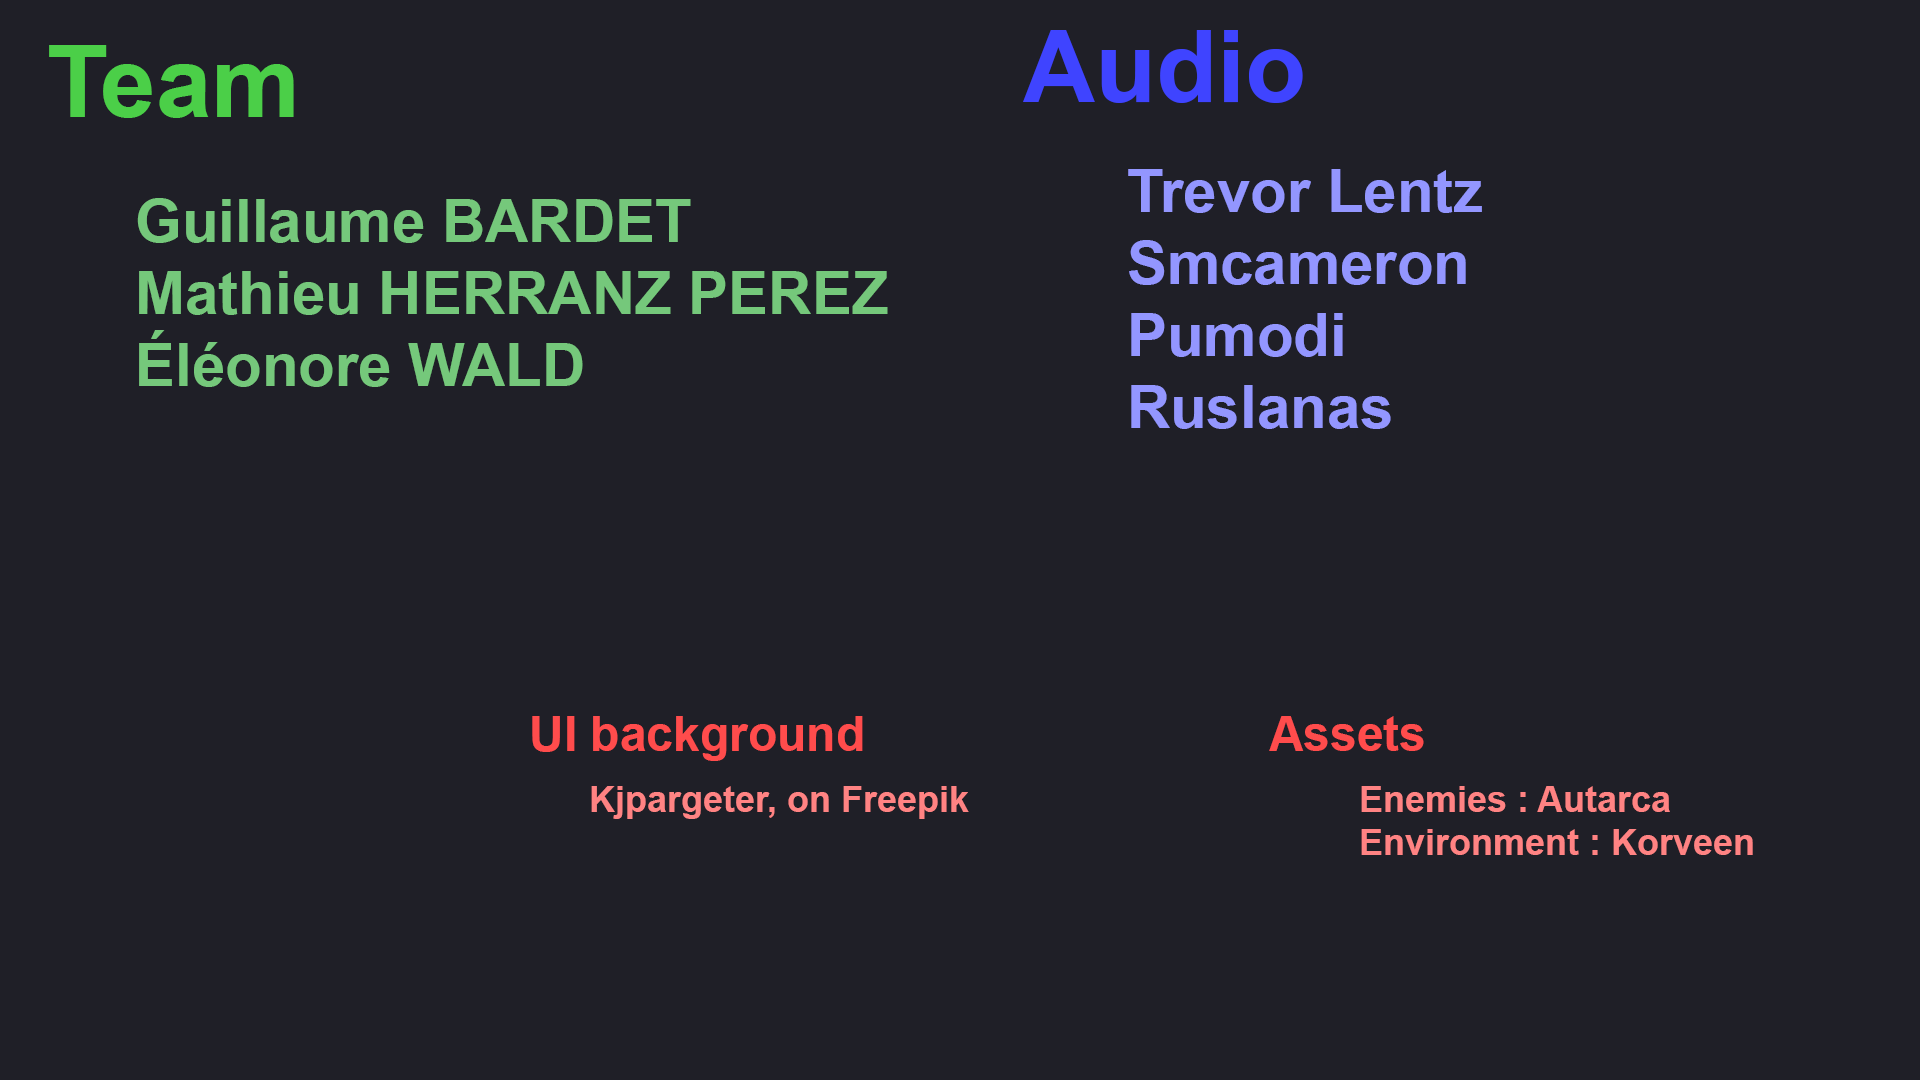 Team
Guillaume BARDET
Mathieu HERRANZ PEREZ
Éléonore WALD
Audio
Trevor Lentz
Smcameron
Pumodi
Ruslanas
UI background
Kjpargeter, on Freepik
Assets
Enemies : Autarca
Environment : Korveen